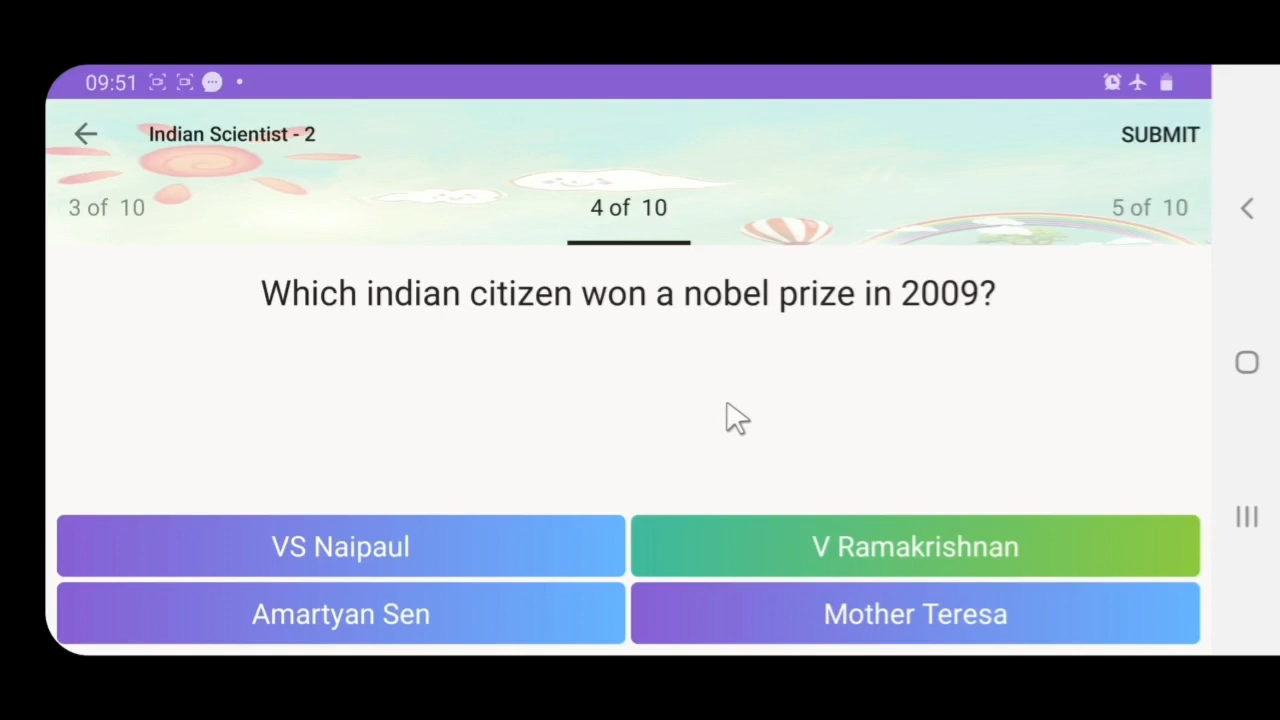 09:51
Indian Scientist - 2
SUBMIT
3 of 10
4 of 10
5 of 10
Which indian citizen won a nobel prize in 2009?
VS Naipaul
V Ramakrishnan
Amartyan Sen
Mother Teresa